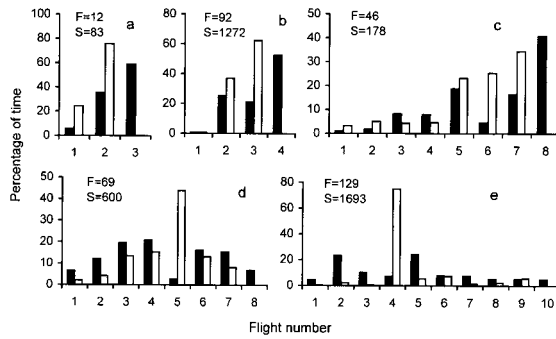 F=12 a
S=83
100
80
60
40
20
0
1 2 3
F=92 b
S=1272
80
60
40
20
0
1 2 3 4
F=46 c
S=178
50
40
30
20
10
0
1 2 3 4 5 6 7 8
Percentage of time
F=69 d
S=600
50
40
30
20
10
0
1 2 3 4 5 6 7 8
F=129 e
S=1693
80
60
40
20
0
1 2 3 4 5 6 7 8 9 10
Flight number